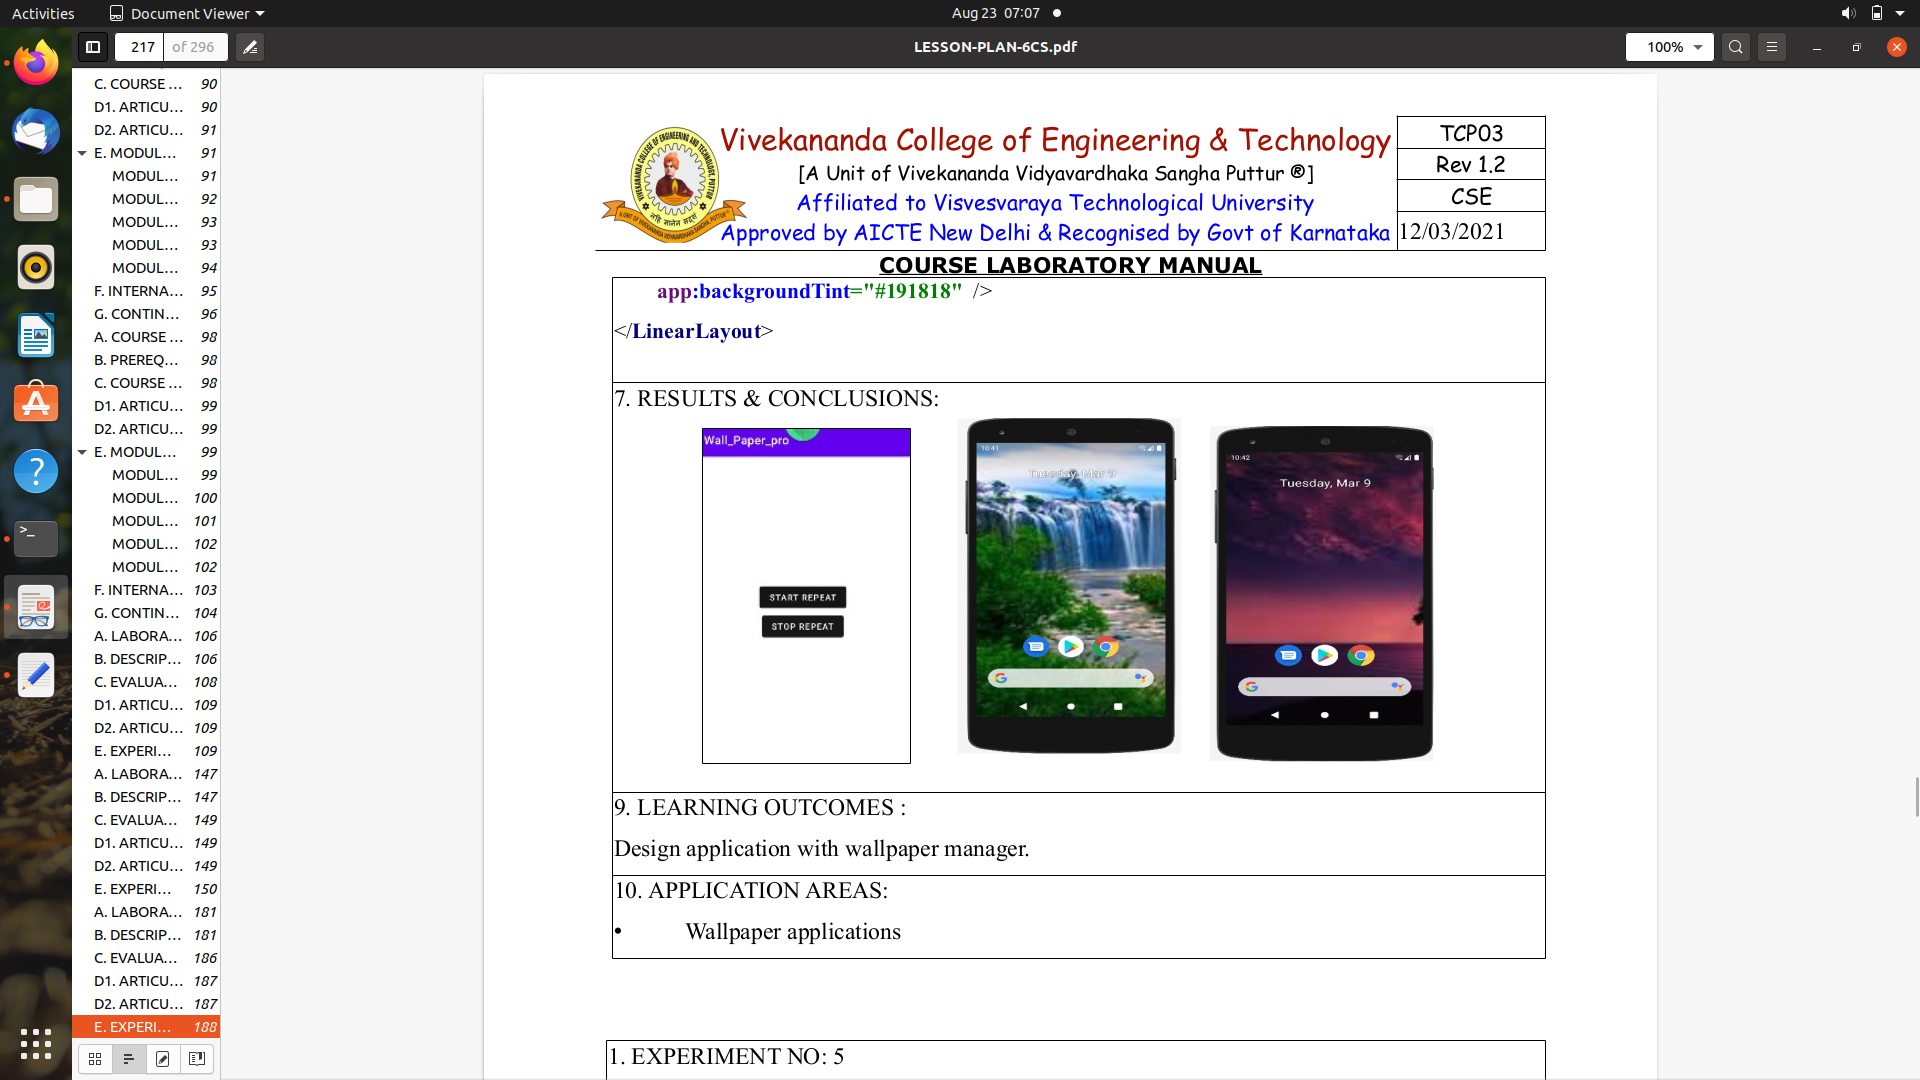 Activities
Document Viewer
Aug 23 07:07
217 of 296
LESSON-PLAN-6CS.pdf
100%
C. COURSE ... 90
D1. ARTICU... 90
D2. ARTICU... 91
E. MODUL... 91
MODUL... 91
MODUL... 92
MODUL... 93
MODUL... 93
MODUL... 94
F. INTERNA... 95
G. CONTIN... 96
A. COURSE ... 98
B. PREREQ... 98
C. COURSE ... 98
D1. ARTICU... 99
D2. ARTICU... 99
E. MODUL... 99
MODUL... 99
MODUL... 100
MODUL... 101
MODUL... 102
MODUL... 102
F. INTERNA... 103
G. CONTIN... 104
A. LABORA... 106
B. DESCRIP... 106
C. EVALUA... 108
D1. ARTICU... 109
D2. ARTICU... 109
E. EXPERI... 109
A. LABORA... 147
B. DESCRIP... 147
C. EVALUA... 149
D1. ARTICU... 149
D2. ARTICU... 149
E. EXPERI... 150
A. LABORA... 181
B. DESCRIP... 181
C. EVALUA... 186
D1. ARTICU... 187
D2. ARTICU... 187
E. EXPERI... 188
Vivekananda College of Engineering & Technology
[A Unit of Vivekananda Vidyavardhaka Sangha Puttur ®]
Affiliated to Visvesvaraya Technological University
Approved by AICTE New Delhi & Recognised by Govt of Karnataka
TCP03
Rev 1.2
CSE
12/03/2021
COURSE LABORATORY MANUAL
app:backgroundTint="#191818" />
</LinearLayout>
7. RESULTS & CONCLUSIONS:
Wall_Paper_pro
START REPEAT
STOP REPEAT
10:41
Tuesday, Mar 9
10:42
Tuesday, Mar 9
9. LEARNING OUTCOMES :
Design application with wallpaper manager.
10. APPLICATION AREAS:
• Wallpaper applications
1. EXPERIMENT NO: 5